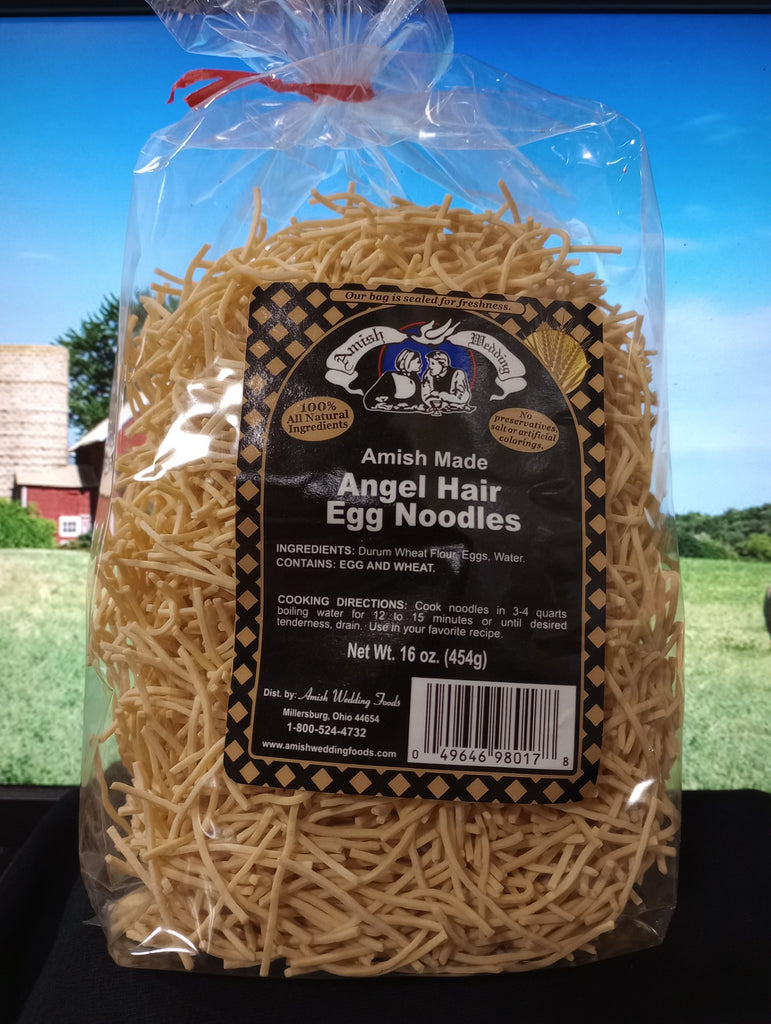 Our bag is sealed for freshness.
Amish Wedding
100%
All Natural
Ingredients
No
preservatives,
salt or artificial
colorings.
Amish Made
Angel Hair
Egg Noodles
INGREDIENTS: Durum Wheat Flour, Eggs, Water.
CONTAINS: EGG AND WHEAT.
COOKING DIRECTIONS: Cook noodles in 3-4 quarts
boiling water for 12 to 15 minutes or until desired
tenderness, drain. Use in your favorite recipe.
Net Wt. 16 oz. (454g)
Dist. by: Amish Wedding Foods
Millersburg, Ohio 44654
1-800-524-4732
www.amishweddingfoods.com
0 49646 98017 8